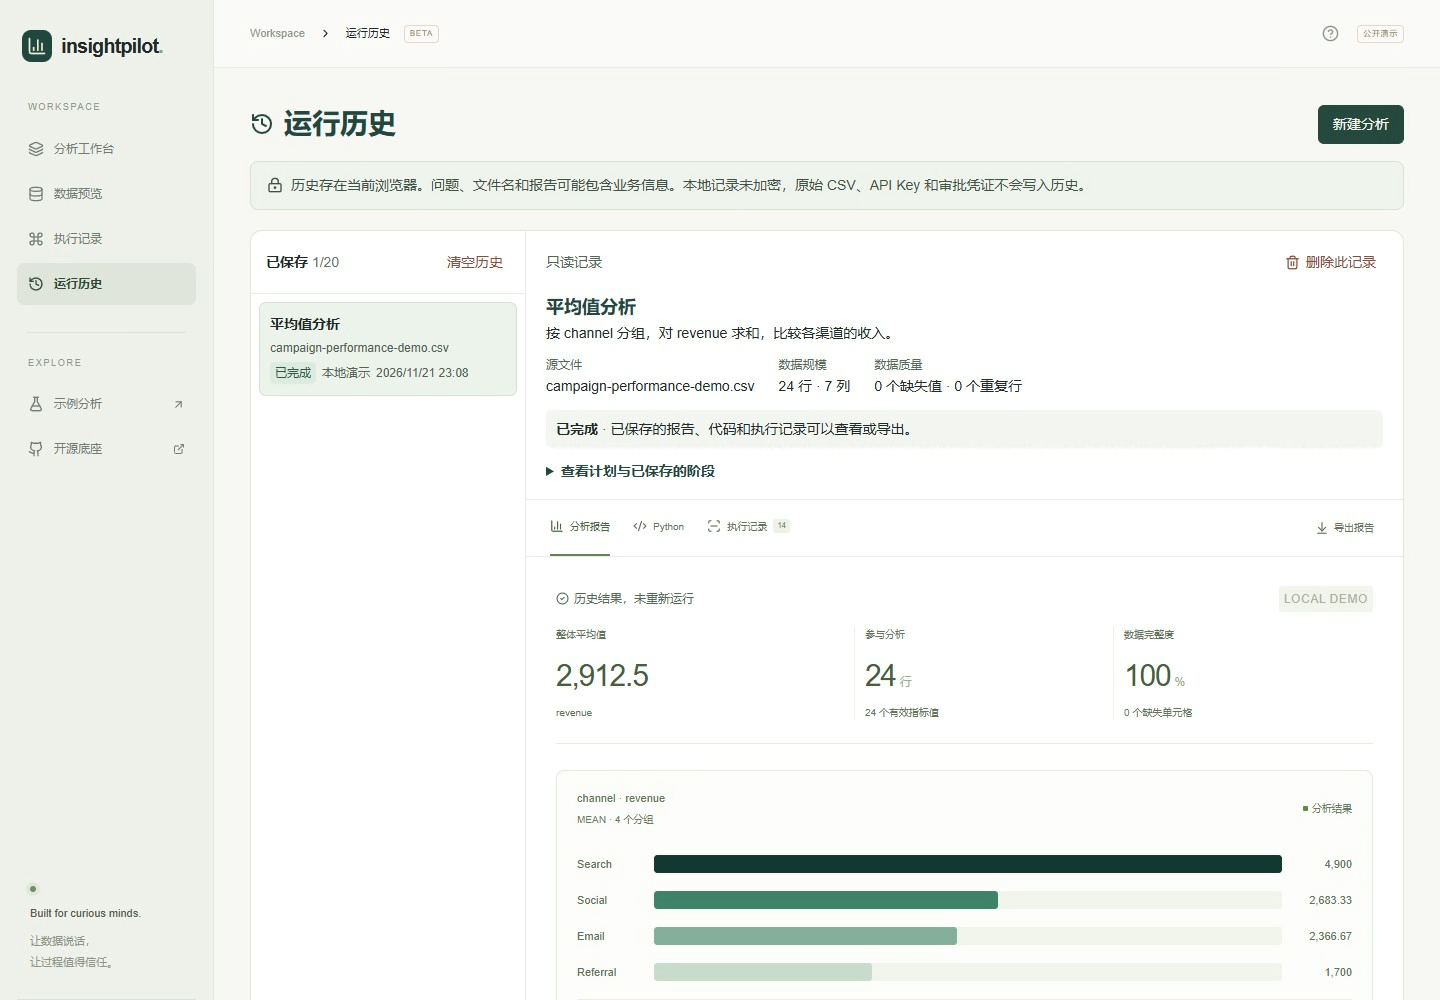 insightpilot.
WORKSPACE
分析工作台
数据预览
执行记录
运行历史
EXPLORE
示例分析
开源底座
Built for curious minds.
让数据说话，
让过程值得信任。
Workspace
运行历史
BETA
公开演示
运行历史
新建分析
历史存在当前浏览器。问题、文件名和报告可能包含业务信息。本地记录未加密，原始 CSV、API Key 和审批凭证不会写入历史。
已保存 1/20
清空历史
平均值分析
campaign-performance-demo.csv
已完成 本地演示 2026/11/21 23:08
只读记录
删除此记录
平均值分析
按 channel 分组，对 revenue 求和，比较各渠道的收入。
源文件
campaign-performance-demo.csv
数据规模
24 行 · 7 列
数据质量
0 个缺失值 · 0 个重复行
已完成 · 已保存的报告、代码和执行记录可以查看或导出。
查看计划与已保存的阶段
分析报告
Python
执行记录 14
导出报告
历史结果，未重新运行
LOCAL DEMO
整体平均值
2,912.5
revenue
参与分析
24 行
24 个有效指标值
数据完整度
100 %
0 个缺失单元格
channel · revenue
MEAN · 4 个分组
分析结果
Search 4,900
Social 2,683.33
Email 2,366.67
Referral 1,700